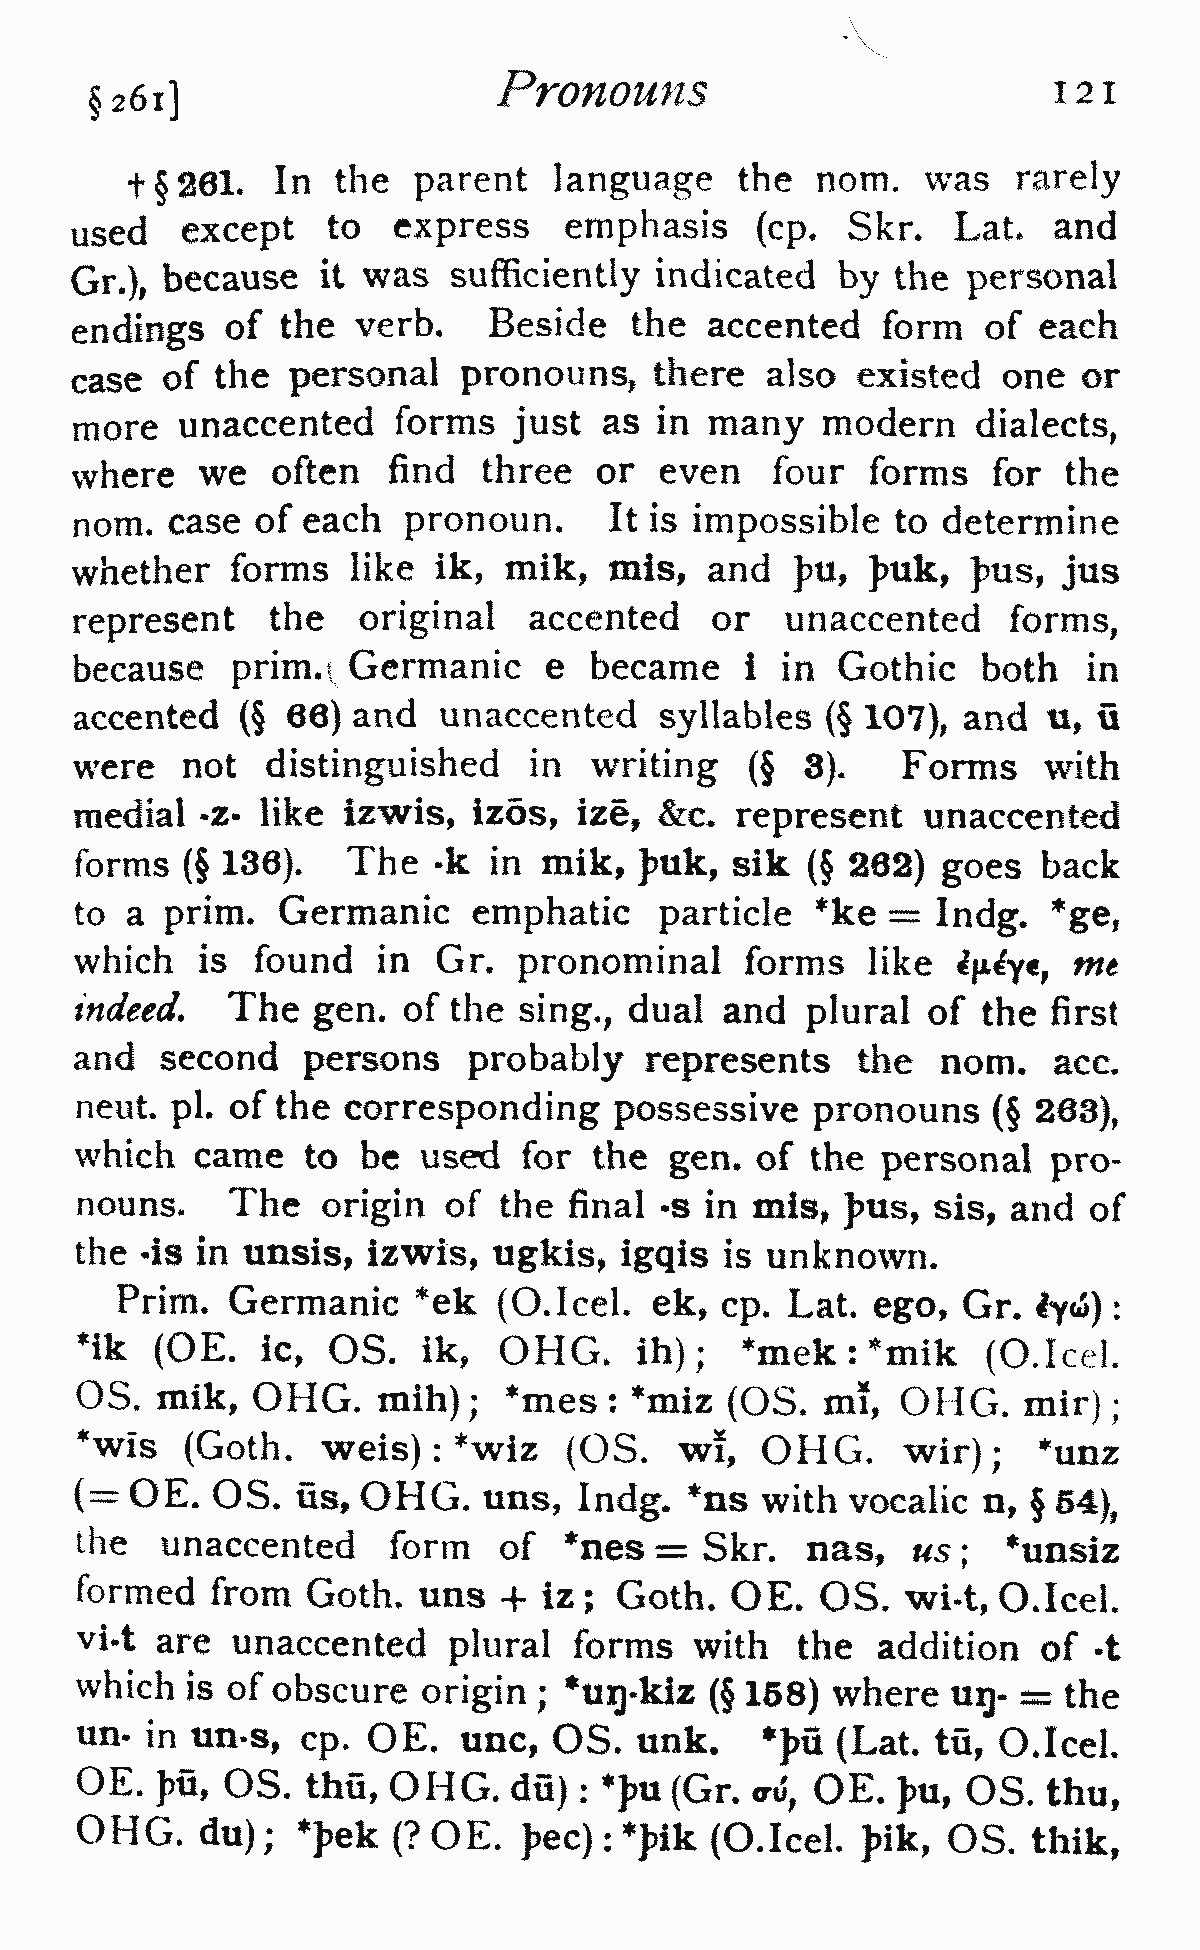 § 261] Pronouns 121
† § 261. In the parent language the nom. was rarely
used except to express emphasis (cp. Skr. Lat. and
Gr.), because it was sufficiently indicated by the personal
endings of the verb. Beside the accented form of each
case of the personal pronouns, there also existed one or
more unaccented forms just as in many modern dialects,
where we often find three or even four forms for the
nom. case of each pronoun. It is impossible to determine
whether forms like ik, mik, mis, and þu, þuk, þus, jus
represent the original accented or unaccented forms,
because prim. Germanic e became i in Gothic both in
accented (§ 66) and unaccented syllables (§ 107), and u, ū
were not distinguished in writing (§ 3). Forms with
medial -z- like izwis, izōs, izē, &c. represent unaccented
forms (§ 136). The -k in mik, þuk, sik (§ 262) goes back
to a prim. Germanic emphatic particle *ke = Indg. *ge,
which is found in Gr. pronominal forms like ἐμέγε, me
indeed. The gen. of the sing., dual and plural of the first
and second persons probably represents the nom. acc.
neut. pl. of the corresponding possessive pronouns (§ 263),
which came to be used for the gen. of the personal pro-
nouns. The origin of the final -s in mis, þus, sis, and of
the -is in unsis, izwis, ugkis, igqis is unknown.
Prim. Germanic *ek (O.Icel. ek, cp. Lat. ego, Gr. ἐγώ) :
*ik (OE. ic, OS. ik, OHG. ih) ; *mek : *mik (O.Icel.
OS. mik, OHG. mih) ; *mes : *miz (OS. mī̆, OHG. mir) ;
*wīs (Goth. weis) : *wiz (OS. wī̆, OHG. wir) ; *unz
(= OE. OS. ūs, OHG. uns, Indg. *ns with vocalic n, § 54),
the unaccented form of *nes = Skr. nas, us ; *unsiz
formed from Goth. uns + iz ; Goth. OE. OS. wi-t, O.Icel.
vi-t are unaccented plural forms with the addition of -t
which is of obscure origin ; *uŋ-kiz (§ 158) where uŋ- = the
un- in un-s, cp. OE. unc, OS. unk. *þū (Lat. tū, O.Icel.
OE. þū, OS. thū, OHG. dū) : *þu (Gr. σύ, OE. þu, OS. thu,
OHG. du) ; *þek (? OE. þec) : *þik (O.Icel. þik, OS. thik,